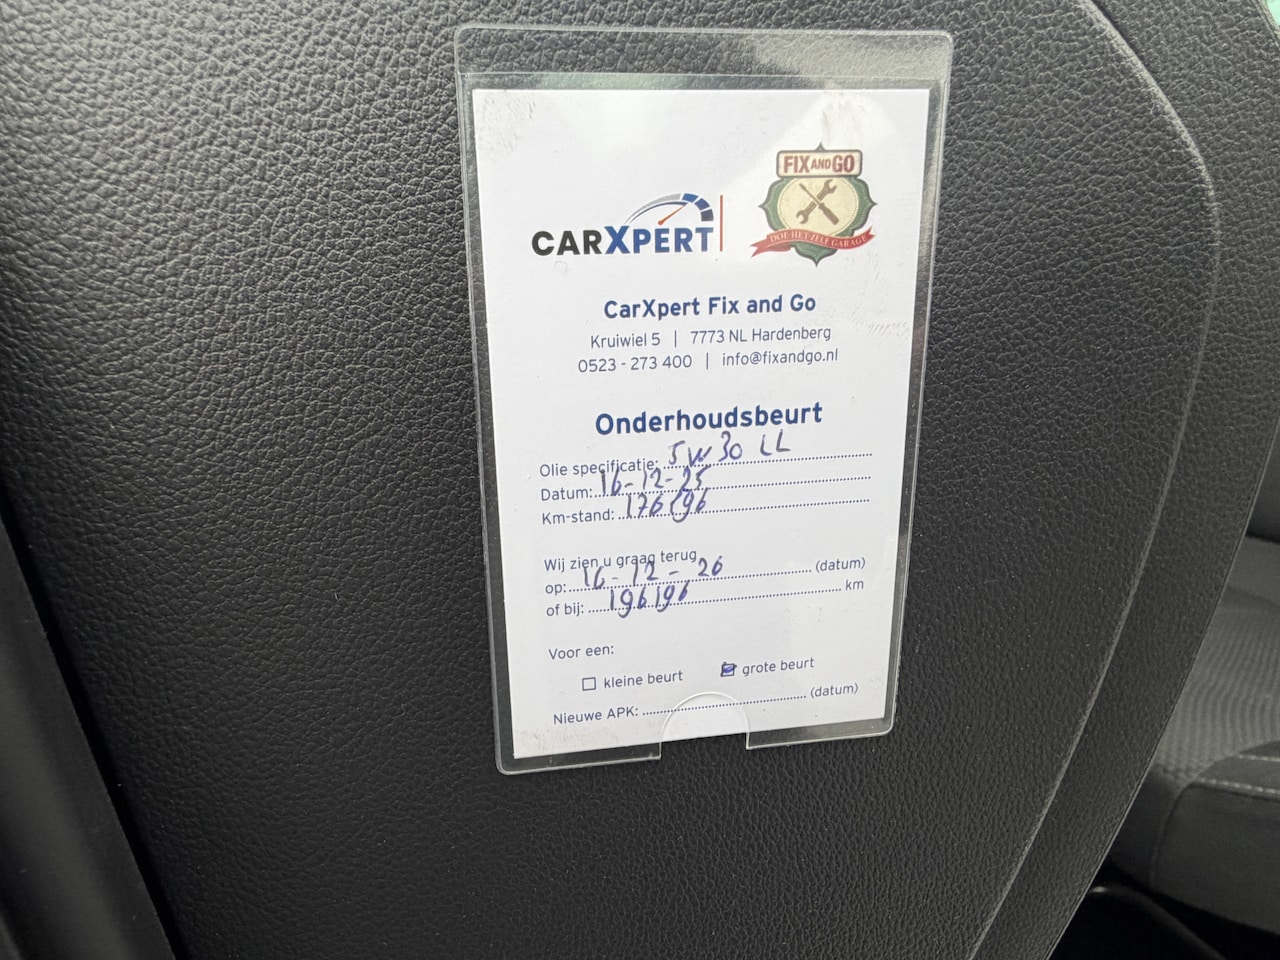 FIX AND GO
DOE-HET-ZELF GARAGE
CARXPERT
CarXpert Fix and Go
Kruiwiel 5 | 7773 NL Hardenberg
0523 - 273 400 | info@fixandgo.nl
Onderhoudsbeurt
Olie specificatie: 5W30 LL
Datum: 16-12-25
Km-stand: 176196
Wij zien u graag terug
op: 16-12-26 (datum)
of bij: 196196 km
Voor een:
kleine beurt grote beurt
Nieuwe APK: (datum)